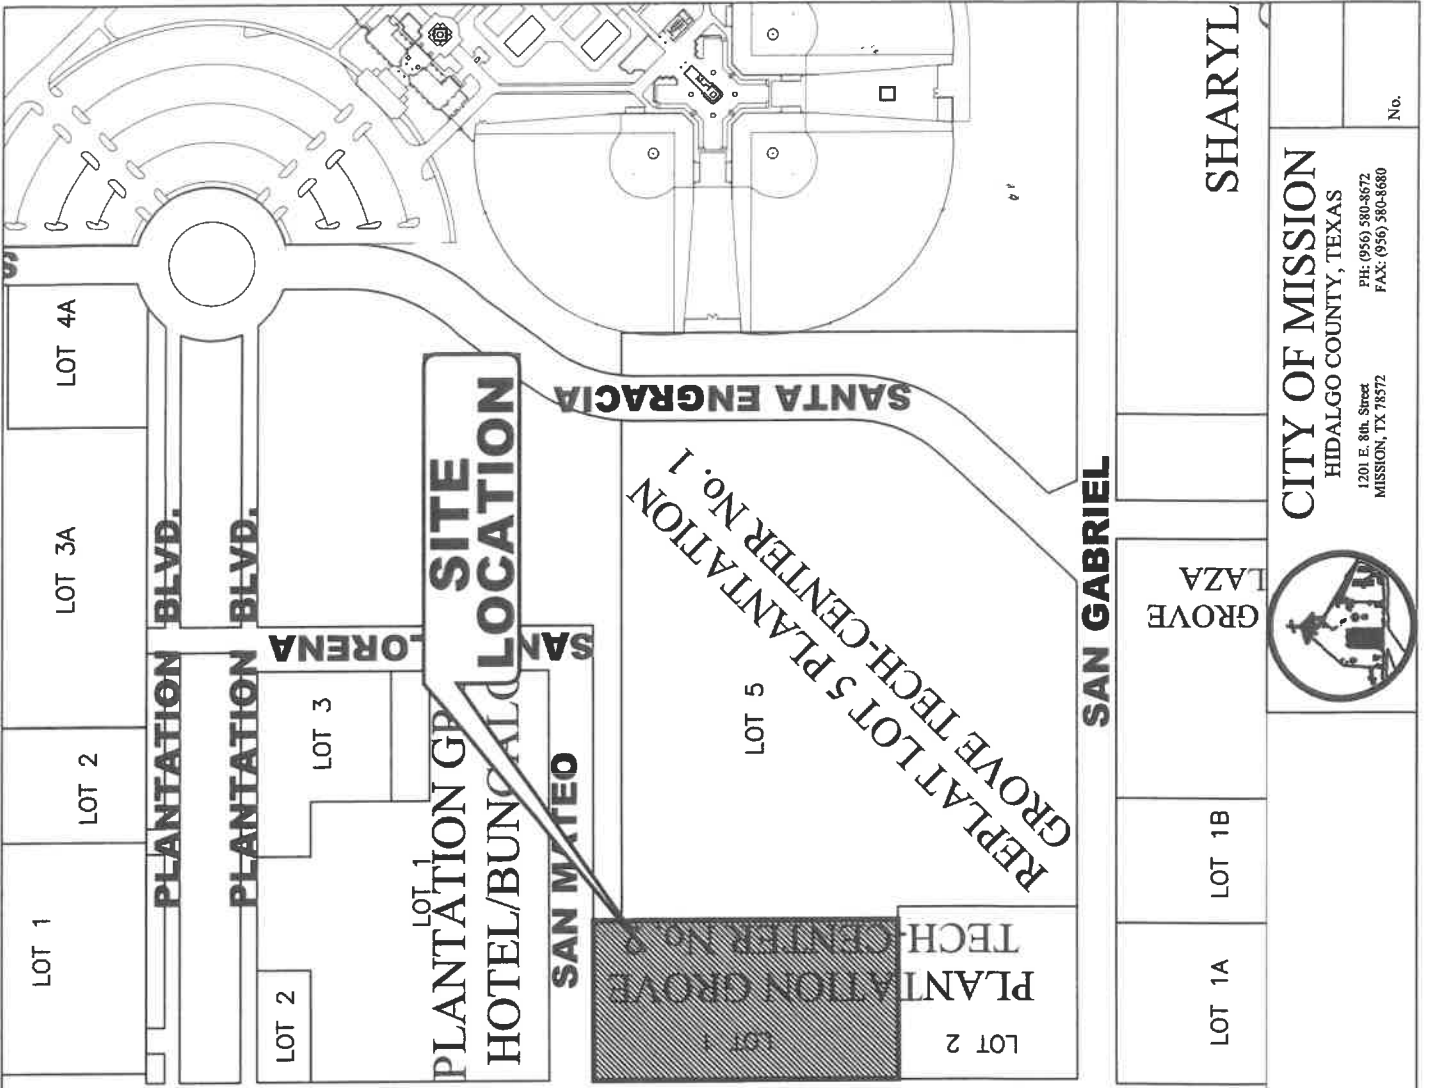 SHARYL
No.
CITY OF MISSION
HIDALGO COUNTY, TEXAS
1201 E. 8th. Street
MISSION, TX 78572
PH: (956) 580-8672
FAX: (956) 580-8680
S
LOT 4A
LOT 3A
LOT 2
LOT 1
PLANTATION BLVD.
PLANTATION BLVD.
SANTA ENGRACIA
SITE
LOCATION
SAN LORENA
SAN MATEO
SAN GABRIEL
LOT 3
LOT 1
LOT 2
PLANTATION GR
HOTEL/BUNGALO
LOT 5
REPLAT LOT 5 PLANTATION
GROVE TECH-CENTER No. 1
PLANTATION GROVE
TECH-CENTER No. 2
LOT 1
LOT 2
GROVE
LAZA
LOT 1B
LOT 1A